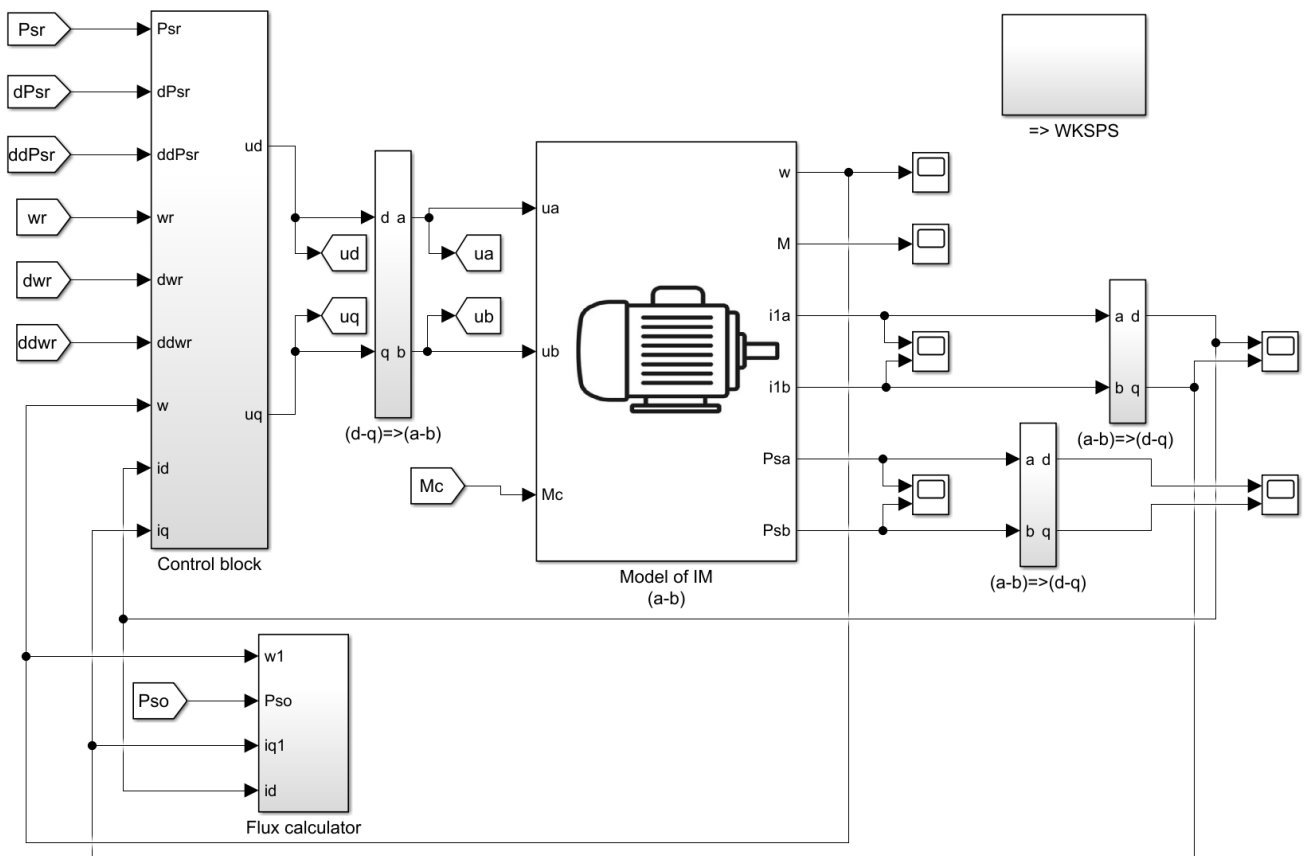 Psr
Psr
dPsr
dPsr
ddPsr
ddPsr
wr
wr
dwr
dwr
ddwr
ddwr
w
id
iq
ud
uq
Control block
ud
uq
d a
q b
(d-q)=>(a-b)
ua
ub
Mc
ua
ub
Mc
w
M
i1a
i1b
Psa
Psb
Model of IM
(a-b)
=> WKSPS
a d
b q
(a-b)=>(d-q)
a d
b q
(a-b)=>(d-q)
w1
Pso
Pso
iq1
id
Flux calculator